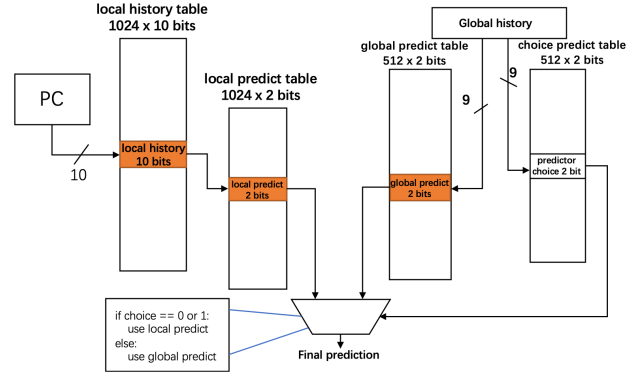 local history table
1024 x 10 bits
Global history
global predict table
512 x 2 bits
choice predict table
512 x 2 bits
local predict table
1024 x 2 bits
PC
9
9
10
local history
10 bits
local predict
2 bits
global predict
2 bits
predictor
choice 2 bit
if choice == 0 or 1:
use local predict
else:
use global predict
Final prediction